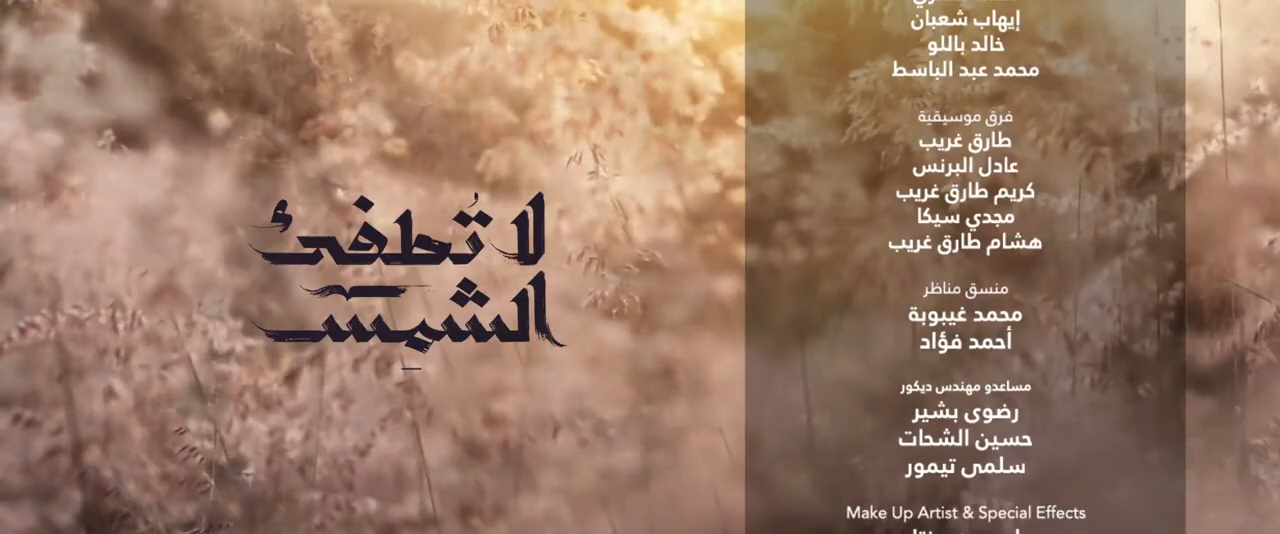 لا تُطفئ
الشمس
إيهاب شعبان
خالد باللو
محمد عبد الباسط
فرق موسيقية
طارق غريب
عادل البرنس
كريم طارق غريب
مجدي سيكا
هشام طارق غريب
منسق مناظر
محمد غيبوبة
أحمد فؤاد
مساعدو مهندس ديكور
رضوى بشير
حسين الشحات
سلمى تيمور
Make Up Artist & Special Effects